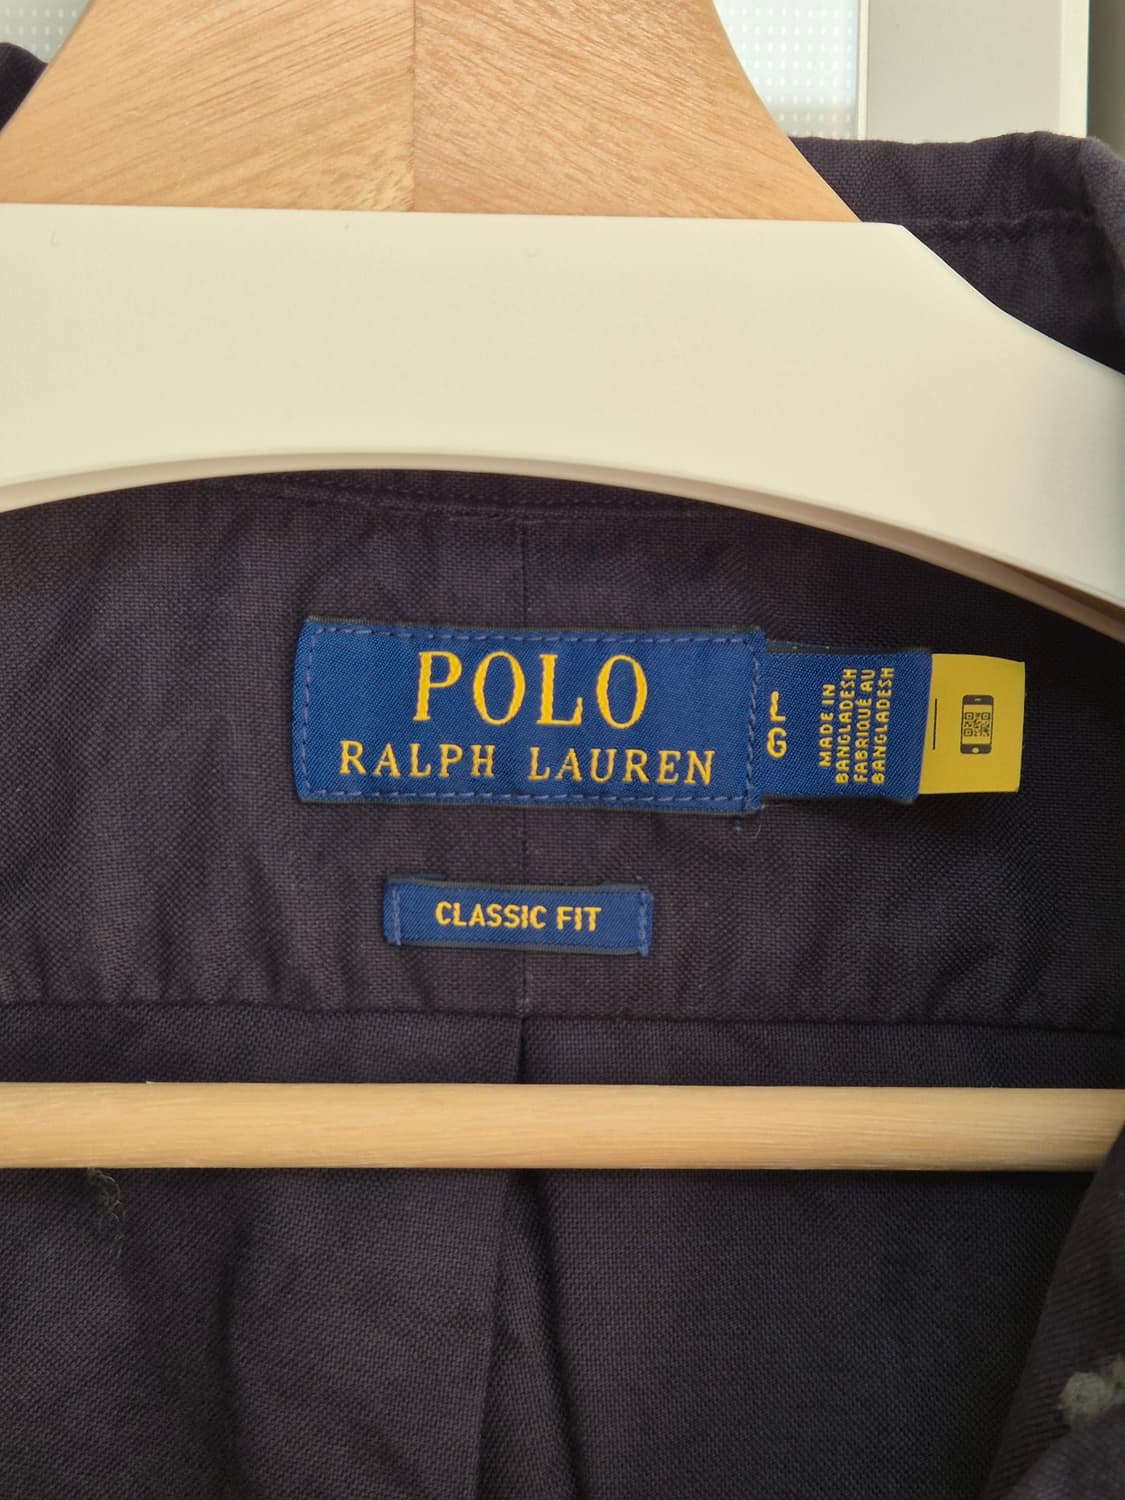 POLO
RALPH LAUREN
L
G
MADE IN
BANGLADESH
FABRIQUÉ AU
BANGLADESH
CLASSIC FIT